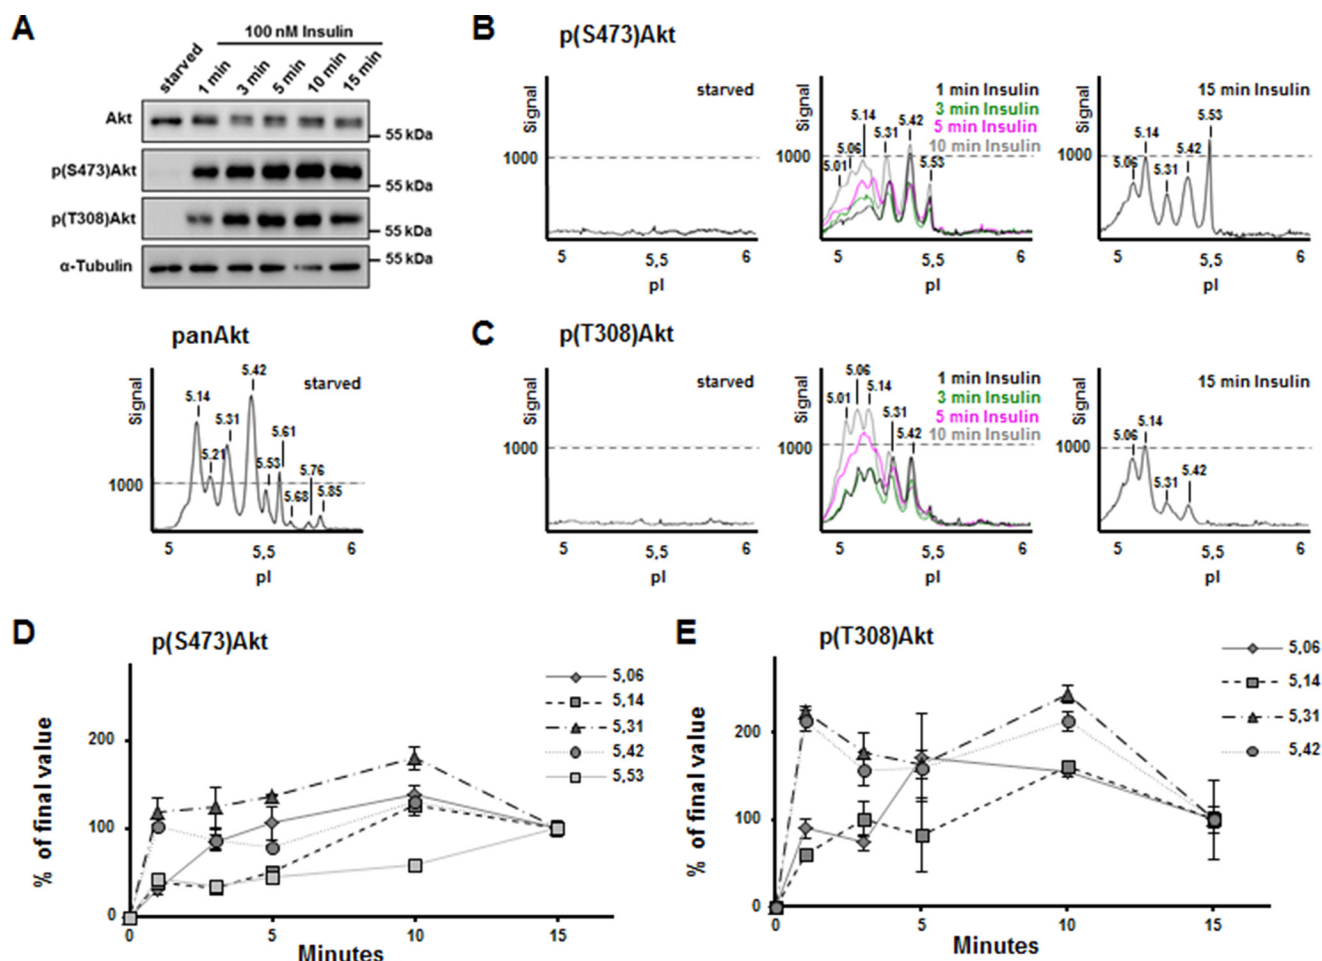 A
100 nM Insulin
starved
1 min
3 min
5 min
10 min
15 min
Akt
55 kDa
p(S473)Akt
55 kDa
p(T308)Akt
55 kDa
α-Tubulin
55 kDa
panAkt
starved
Signal
1000
5.14
5.21
5.31
5.42
5.53
5.61
5.68
5.76
5.85
5
5,5
6
pI
B
p(S473)Akt
starved
Signal
1000
5
5,5
6
pI
1 min Insulin
3 min Insulin
5 min Insulin
10 min Insulin
Signal
1000
5.01
5.06
5.14
5.31
5.42
5.53
5
5,5
6
pI
15 min Insulin
Signal
1000
5.06
5.14
5.31
5.42
5.53
5
5,5
6
pI
C
p(T308)Akt
starved
Signal
1000
5
5,5
6
pI
1 min Insulin
3 min Insulin
5 min Insulin
10 min Insulin
Signal
1000
5.01
5.06
5.14
5.31
5.42
5
5,5
6
pI
15 min Insulin
Signal
1000
5.06
5.14
5.31
5.42
5
5,5
6
pI
D
p(S473)Akt
% of final value
200
100
0
0
5
10
15
Minutes
5,06
5,14
5,31
5,42
5,53
E
p(T308)Akt
% of final value
200
100
0
0
5
10
15
Minutes
5,06
5,14
5,31
5,42